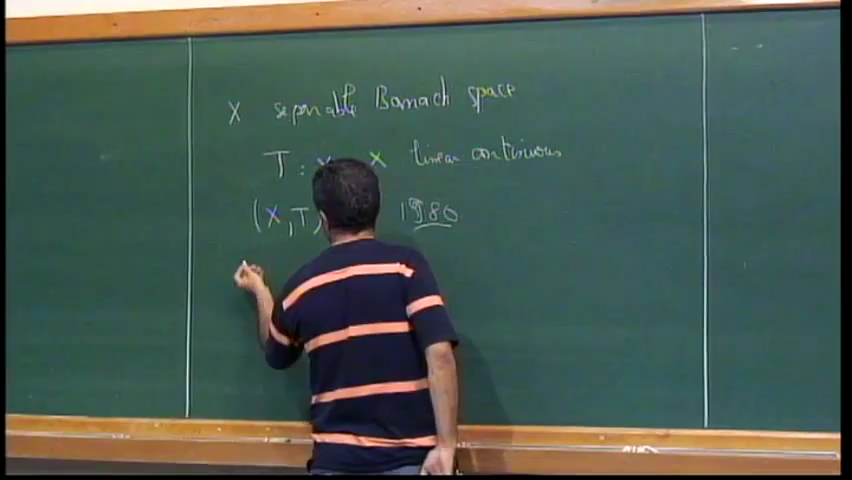 X separable Banach space
T : X X linear continuous
(X, T) 1980